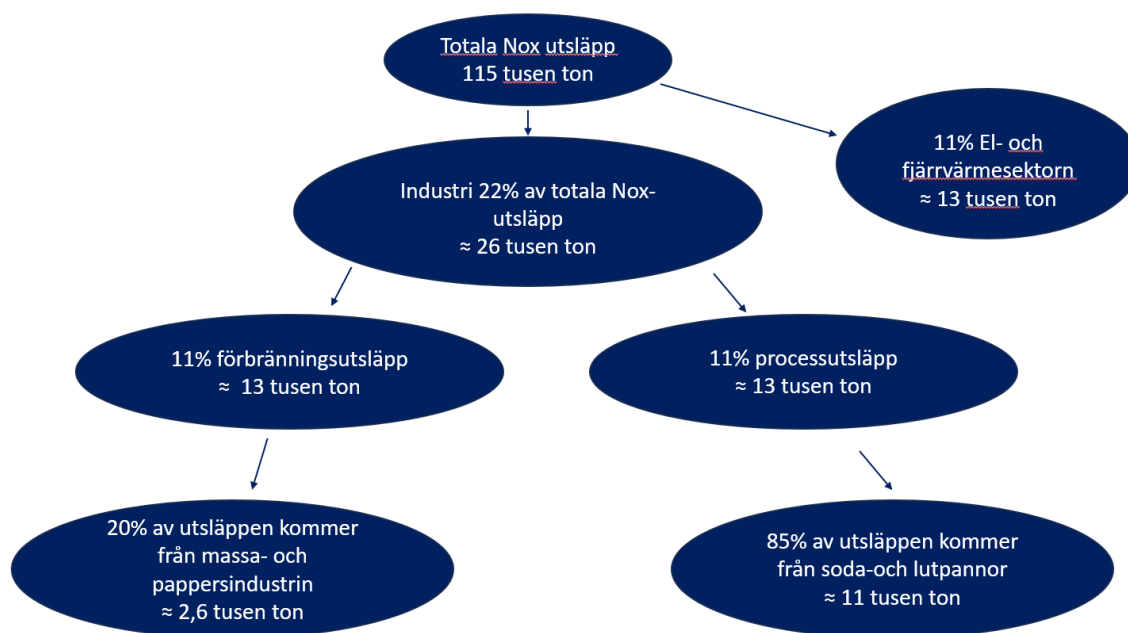 Totala Nox utsläpp
115 tusen ton
11% El- och
fjärrvärmesektorn
≈ 13 tusen ton
Industri 22% av totala Nox-
utsläpp
≈ 26 tusen ton
11% förbränningsutsläpp
≈ 13 tusen ton
11% processutsläpp
≈ 13 tusen ton
20% av utsläppen kommer
från massa- och
pappersindustrin
≈ 2,6 tusen ton
85% av utsläppen kommer
från soda-och lutpannor
≈ 11 tusen ton